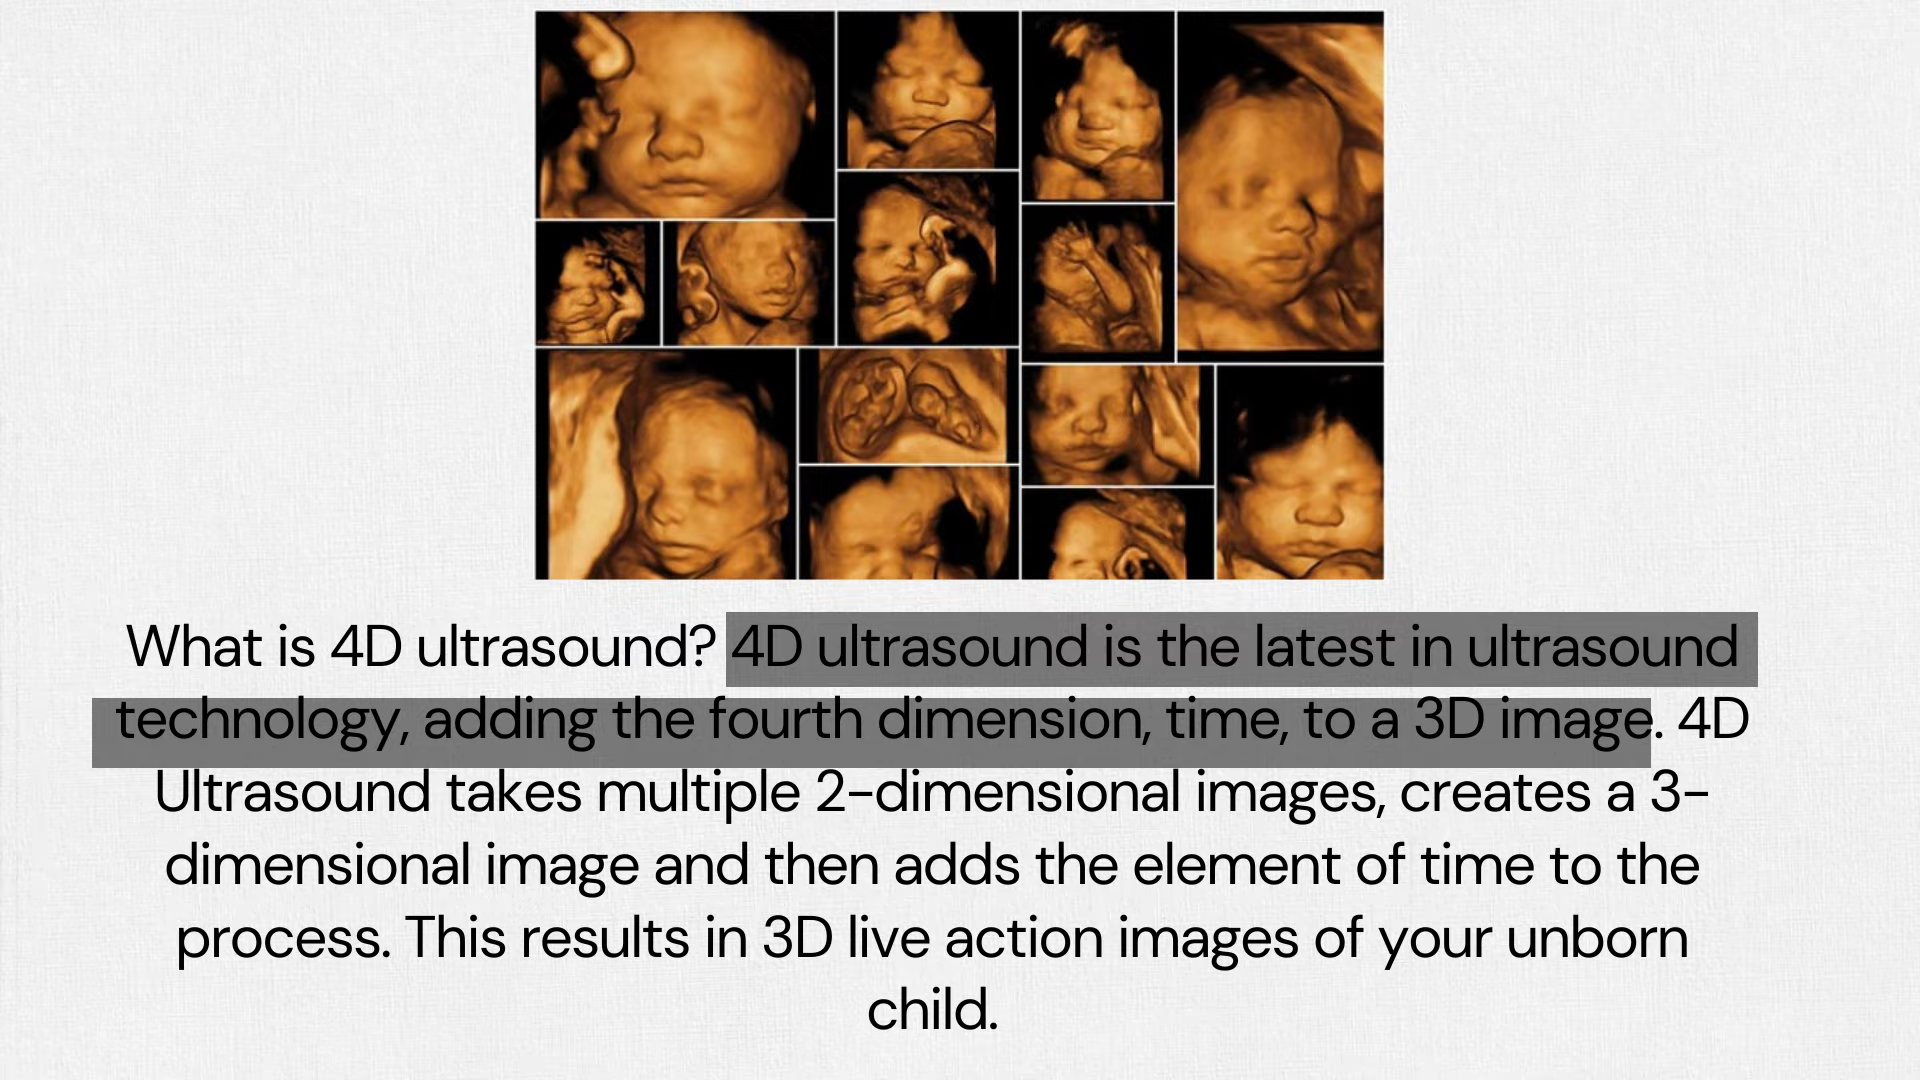 What is 4D ultrasound? 4D ultrasound is the latest in ultrasound
technology, adding the fourth dimension, time, to a 3D image. 4D
Ultrasound takes multiple 2-dimensional images, creates a 3-
dimensional image and then adds the element of time to the
process. This results in 3D live action images of your unborn
child.